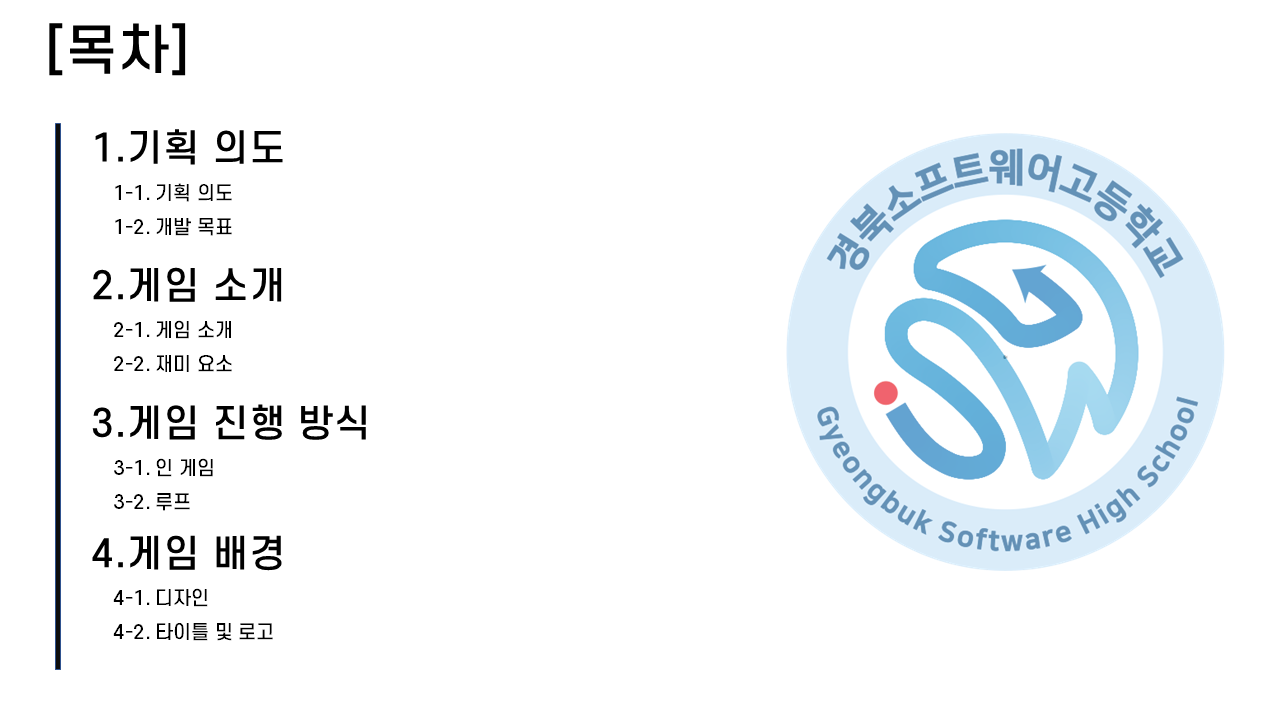 [목차]
1.기획 의도
1-1. 기획 의도
1-2. 개발 목표
2.게임 소개
2-1. 게임 소개
2-2. 재미 요소
3.게임 진행 방식
3-1. 인 게임
3-2. 루프
4.게임 배경
4-1. 디자인
4-2. 타이틀 및 로고
경북소프트웨어고등학교
Gyeongbuk Software High School